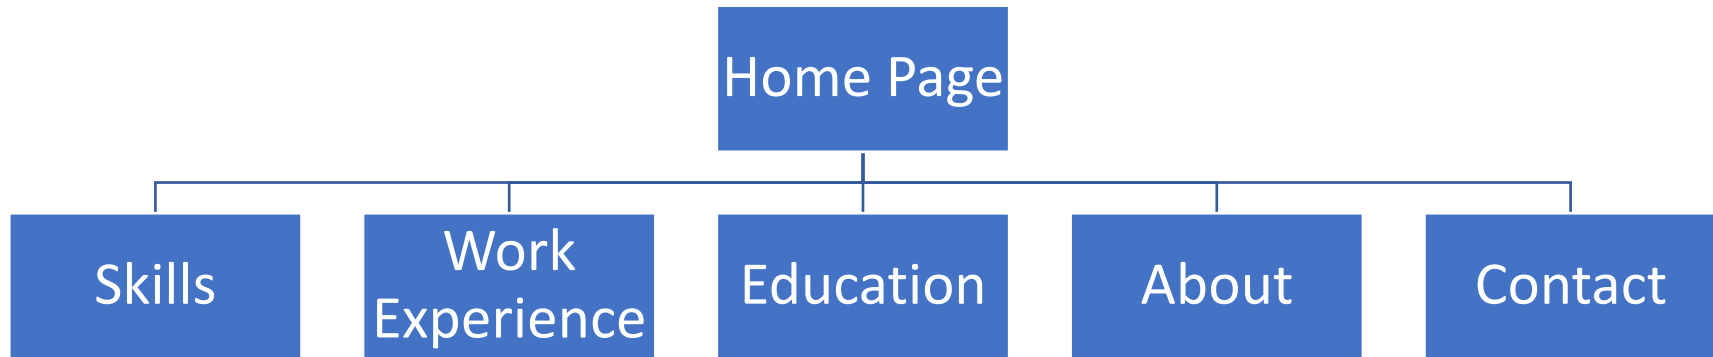 Home Page
Skills
Work
Experience
Education
About
Contact